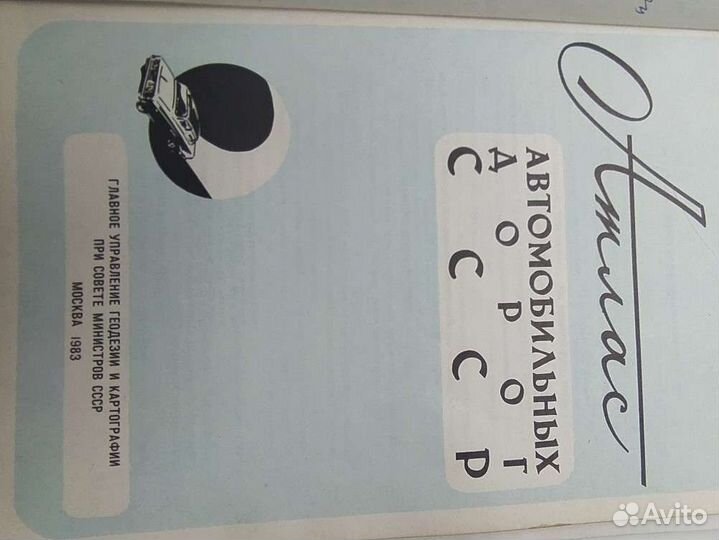 Атлас
АВТОМОБИЛЬНЫХ
ДОРОГ
СССР
ГЛАВНОЕ УПРАВЛЕНИЕ ГЕОДЕЗИИ И КАРТОГРАФИИ
ПРИ СОВЕТЕ МИНИСТРОВ СССР
МОСКВА 1983
Avito